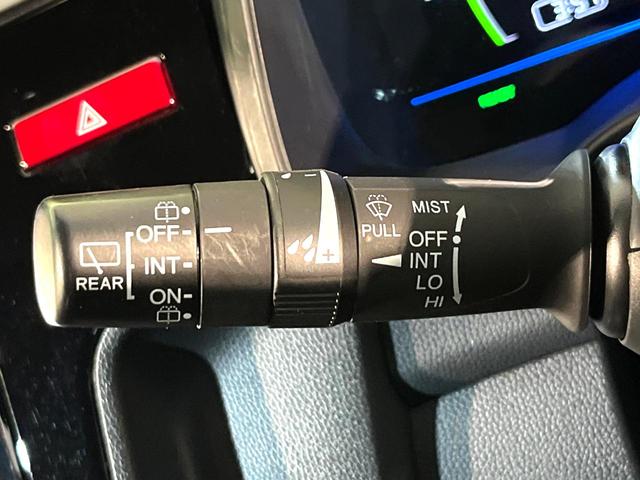 REAR
OFF
INT
ON
PULL
MIST
OFF
INT
LO
HI